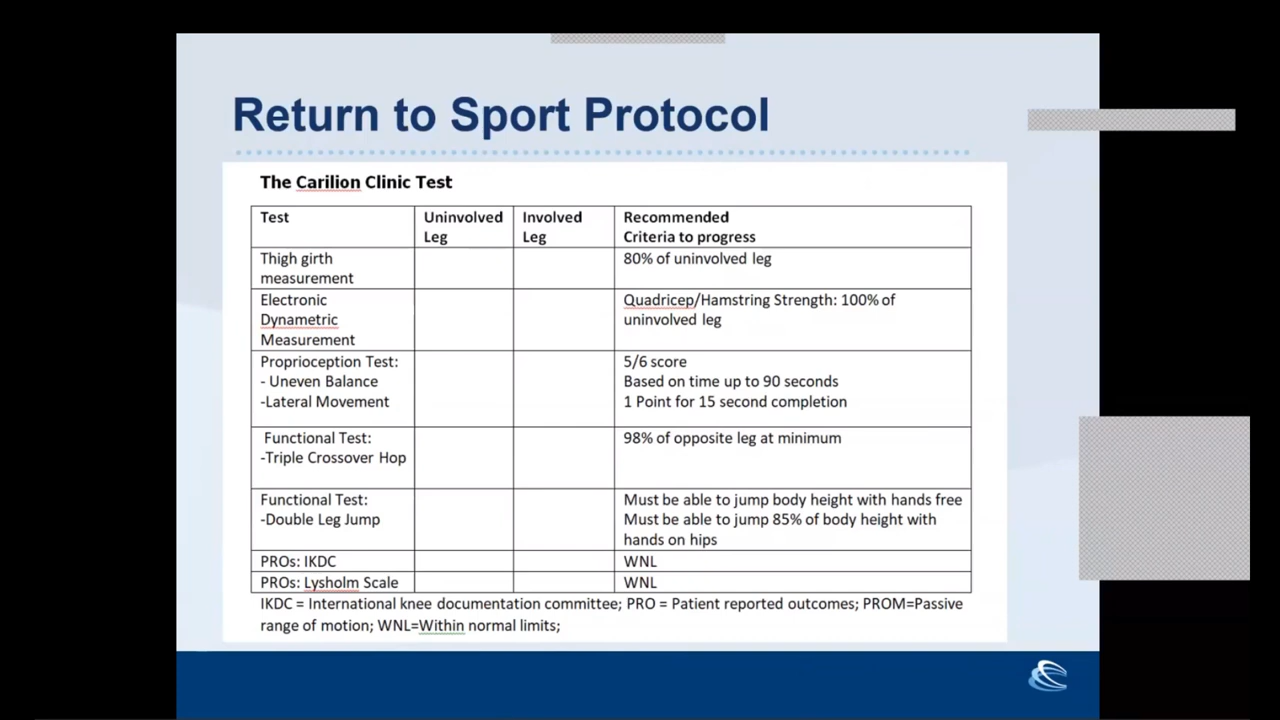 Return to Sport Protocol
The Carilion Clinic Test
Test
Uninvolved
Leg
Involved
Leg
Recommended
Criteria to progress
Thigh girth
measurement
80% of uninvolved leg
Electronic
Dynametric
Measurement
Quadricep/Hamstring Strength: 100% of
uninvolved leg
Proprioception Test:
- Uneven Balance
-Lateral Movement
5/6 score
Based on time up to 90 seconds
1 Point for 15 second completion
Functional Test:
-Triple Crossover Hop
98% of opposite leg at minimum
Functional Test:
-Double Leg Jump
Must be able to jump body height with hands free
Must be able to jump 85% of body height with
hands on hips
PROs: IKDC
WNL
PROs: Lysholm Scale
WNL
IKDC = International knee documentation committee; PRO = Patient reported outcomes; PROM=Passive
range of motion; WNL=Within normal limits;